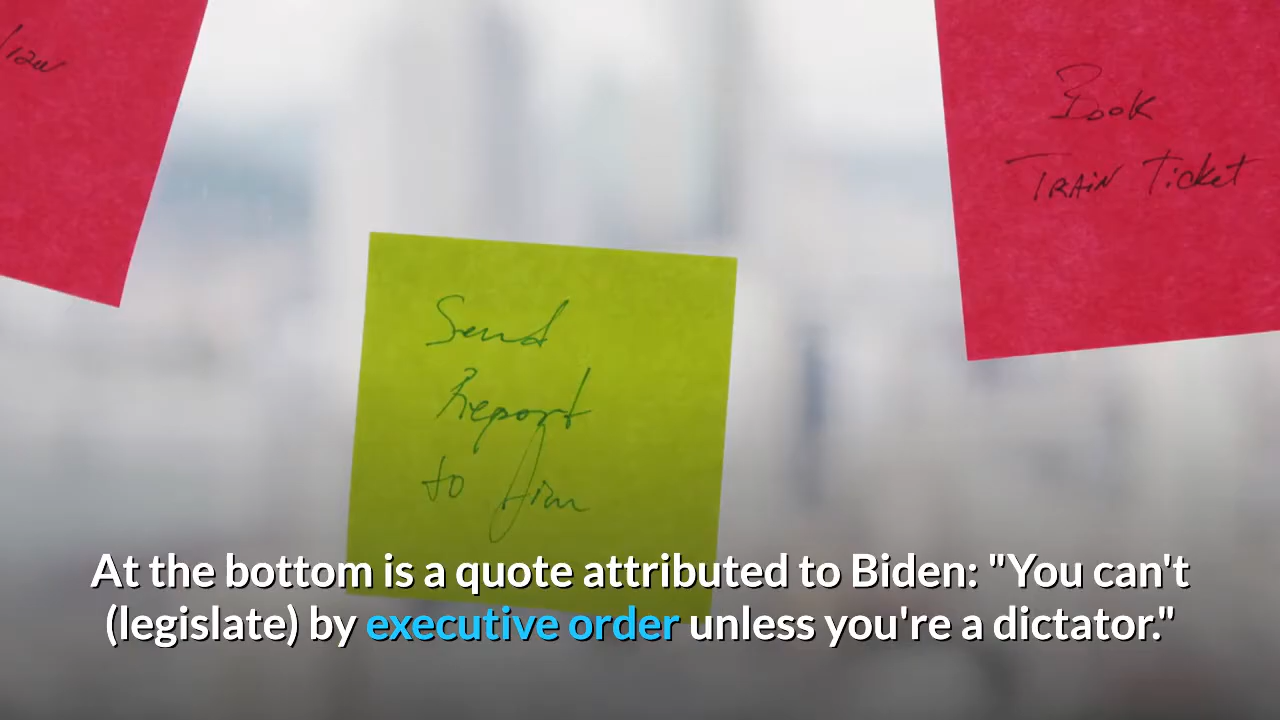 Book
Train Ticket
Send
Report
to Jim
At the bottom is a quote attributed to Biden: "You can't
(legislate) by executive order unless you're a dictator."